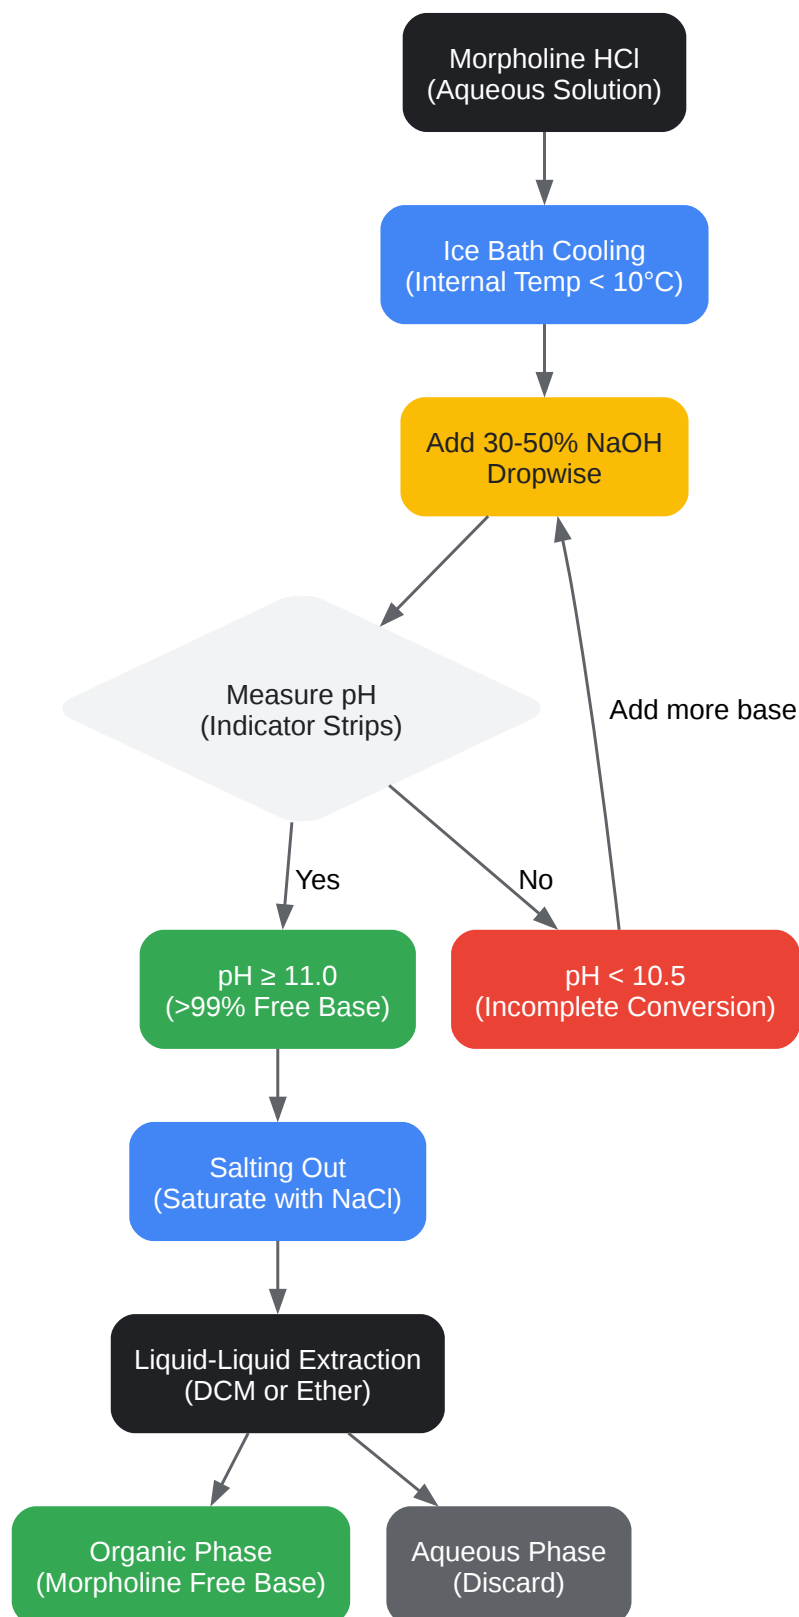 Morpholine HCl
(Aqueous Solution)
Ice Bath Cooling
(Internal Temp < 10°C)
Add 30-50% NaOH
Dropwise
Measure pH
(Indicator Strips)
Add more base
Yes
No
pH ≥ 11.0
(>99% Free Base)
pH < 10.5
(Incomplete Conversion)
Salting Out
(Saturate with NaCl)
Liquid-Liquid Extraction
(DCM or Ether)
Organic Phase
(Morpholine Free Base)
Aqueous Phase
(Discard)